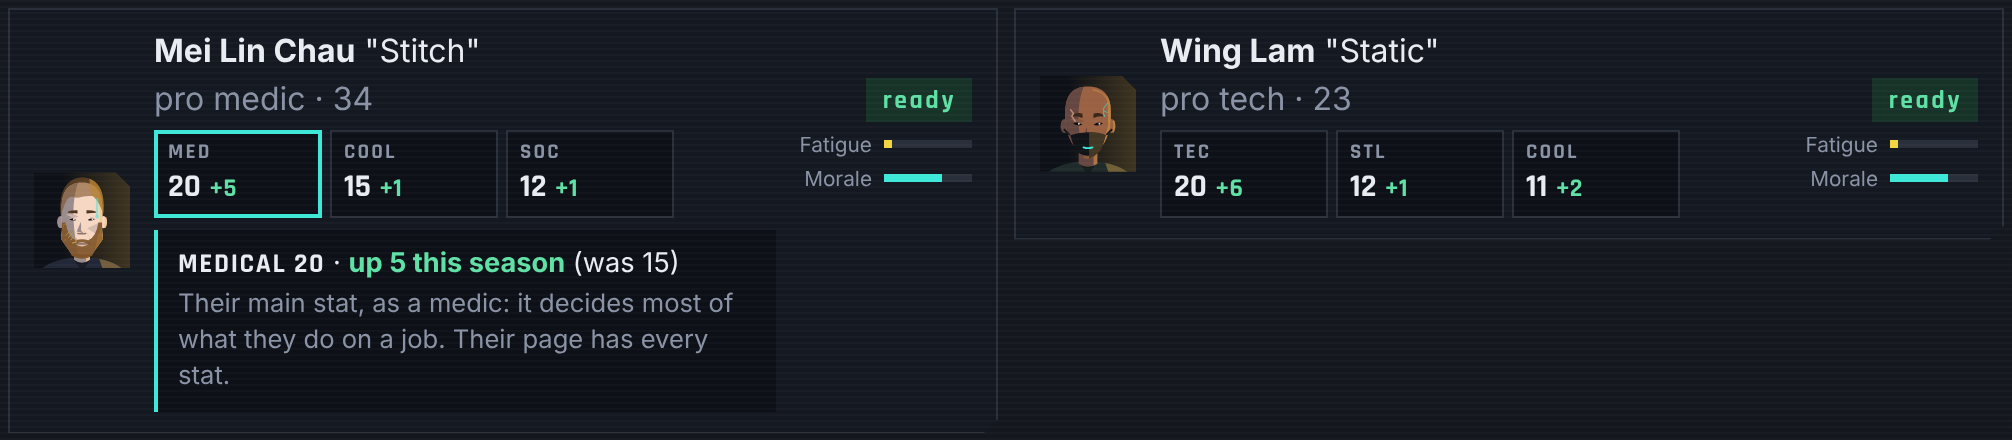 Mei Lin Chau "Stitch"
pro medic · 34
ready
MED
20 +5
COOL
15 +1
SOC
12 +1
Fatigue
Morale
MEDICAL 20 · up 5 this season (was 15)
Their main stat, as a medic: it decides most of
what they do on a job. Their page has every
stat.
Wing Lam "Static"
pro tech · 23
ready
TEC
20 +6
STL
12 +1
COOL
11 +2
Fatigue
Morale